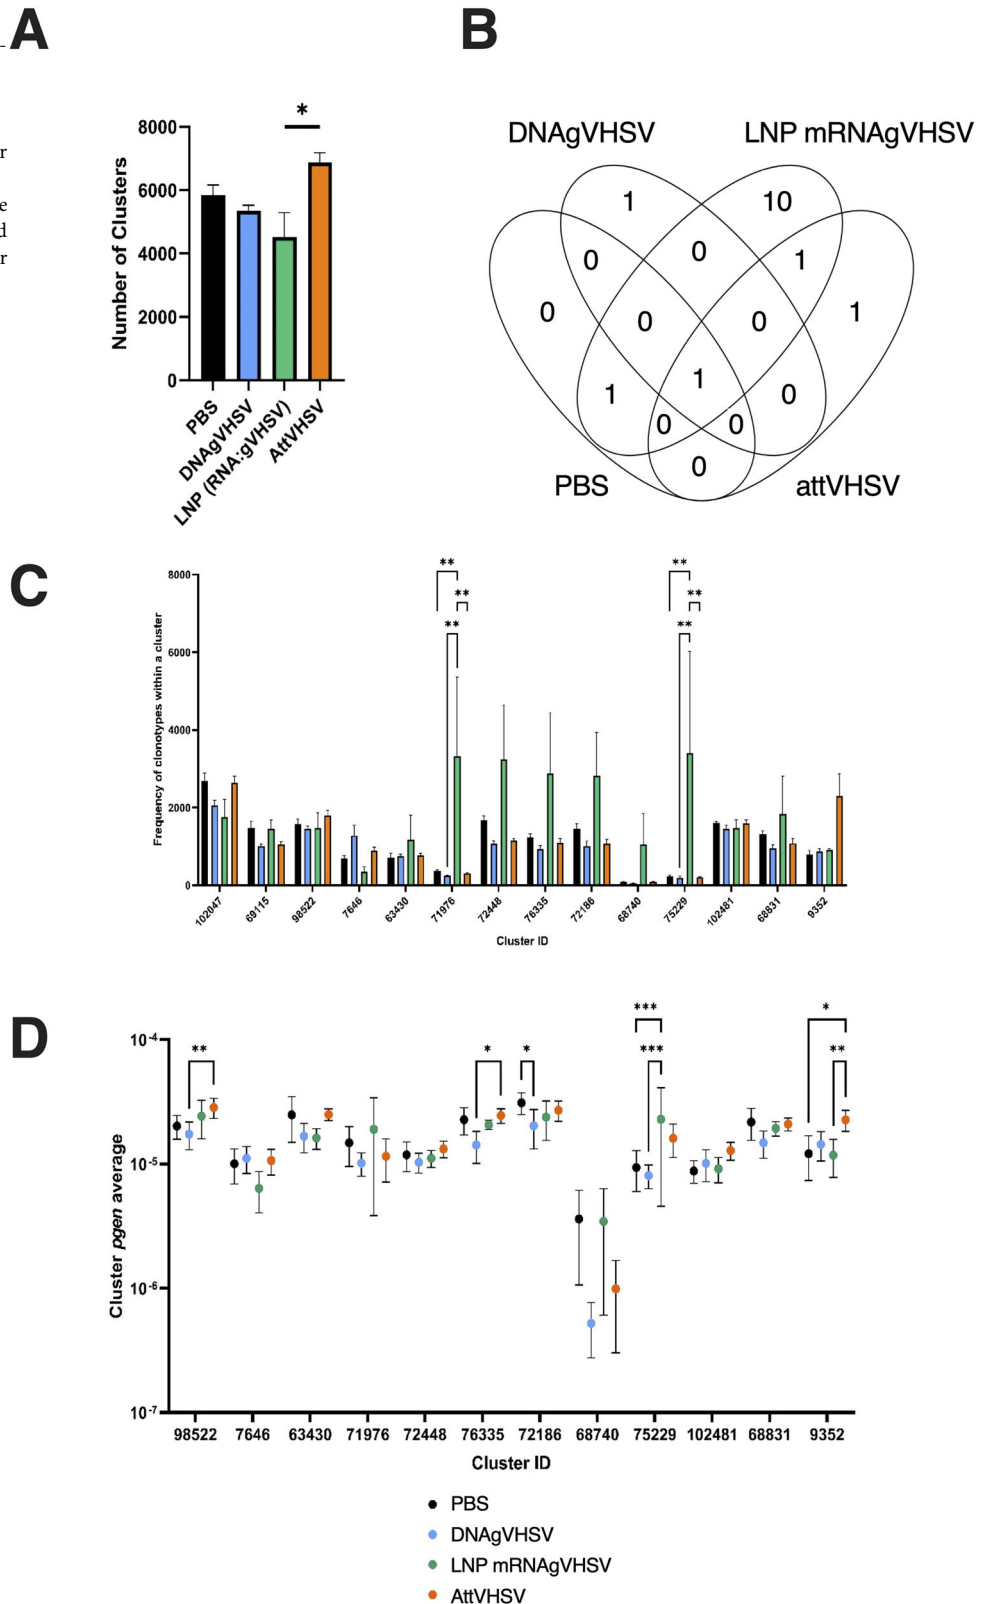 A
B
-
r
e
d
r
*
8000
6000
4000
2000
0
Number of Clusters
PBS
DNAgVHSV
LNP (RNA:gVHSV)
AttVHSV
DNAgVHSV
LNP mRNAgVHSV
1
10
0
0
1
0
0
0
1
1
1
0
0
0
0
PBS
attVHSV
C
8000
6000
4000
2000
0
Frequency of clonotypes within a cluster
**
**
**
**
**
**
102047
69115
98522
7646
63430
71976
72448
76335
72186
68740
75229
102481
68831
9352
Cluster ID
D
10-4
10-5
10-6
10-7
Cluster pgen average
**
*
*
***
***
*
**
98522
7646
63430
71976
72448
76335
72186
68740
75229
102481
68831
9352
Cluster ID
PBS
DNAgVHSV
LNP mRNAgVHSV
AttVHSV